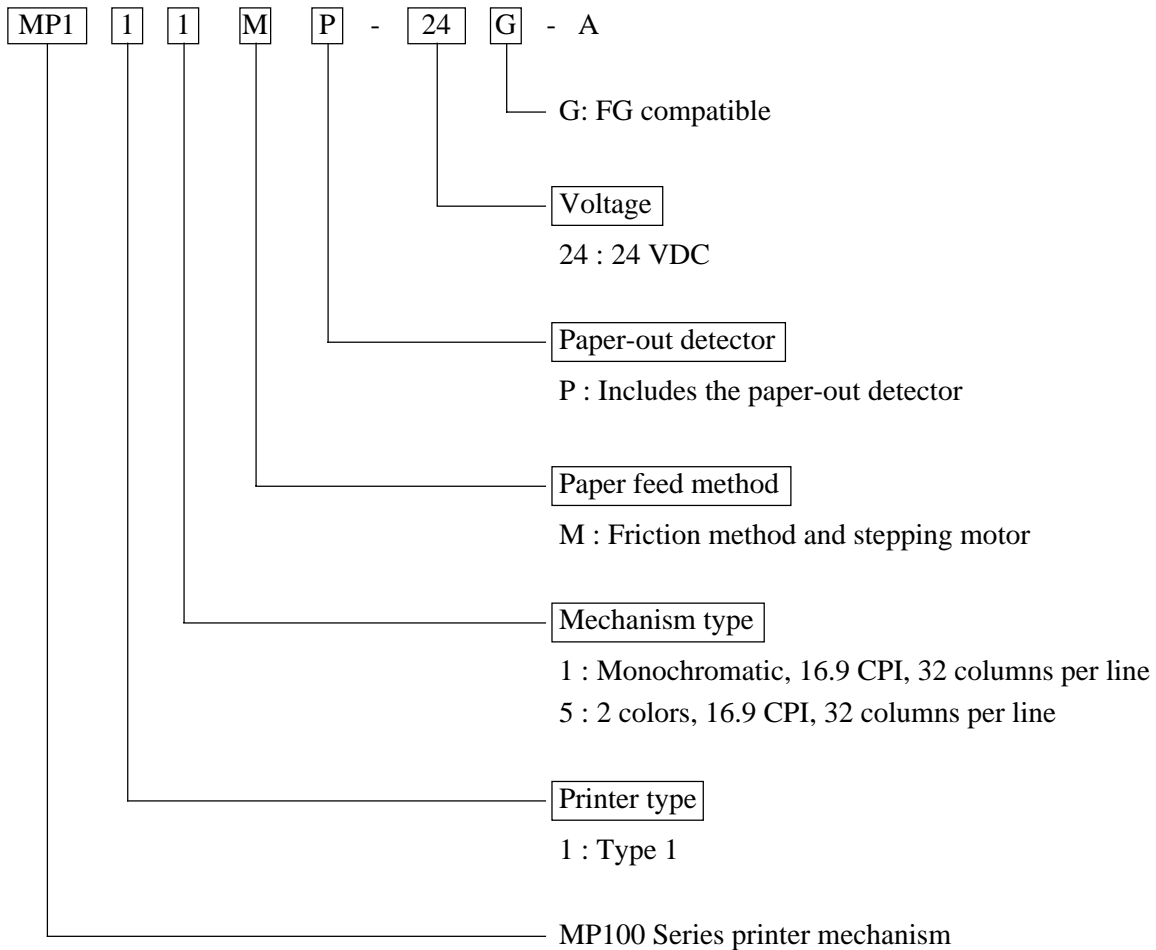 MP1 1 1 M P - 24 G - A
G: FG compatible
Voltage
24 : 24 VDC
Paper-out detector
P : Includes the paper-out detector
Paper feed method
M : Friction method and stepping motor
Mechanism type
1 : Monochromatic, 16.9 CPI, 32 columns per line
5 : 2 colors, 16.9 CPI, 32 columns per line
Printer type
1 : Type 1
MP100 Series printer mechanism